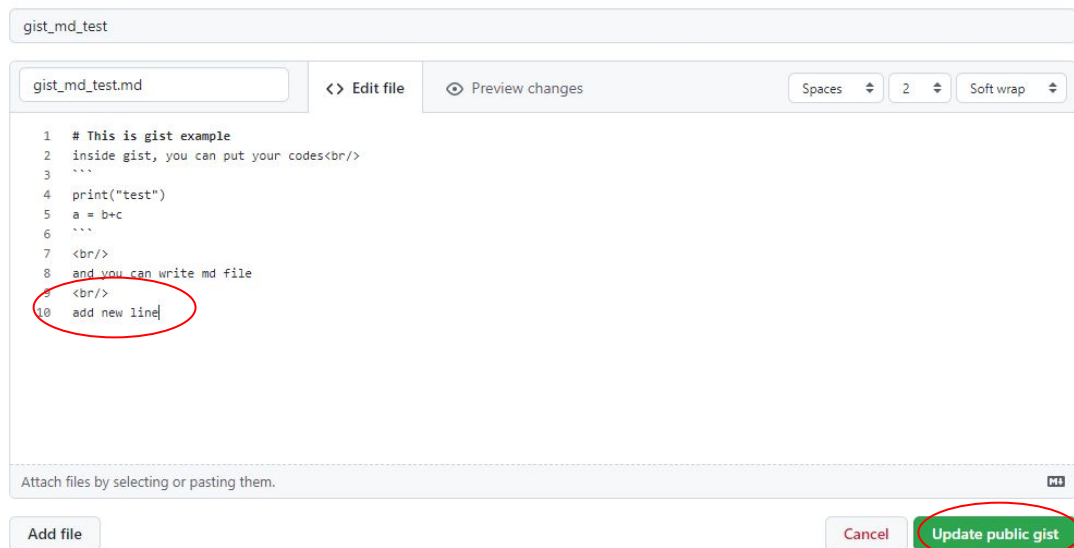 gist_md_test
gist_md_test.md <> Edit file Preview changes Spaces 2 Soft wrap
1 # This is gist example
2 inside gist, you can put your codes<br/>
3 ```
4 print("test")
5 a = b+c
6 ```
7 <br/>
8 and you can write md file
9 <br/>
10 add new line
Attach files by selecting or pasting them.
Add file Cancel Update public gist